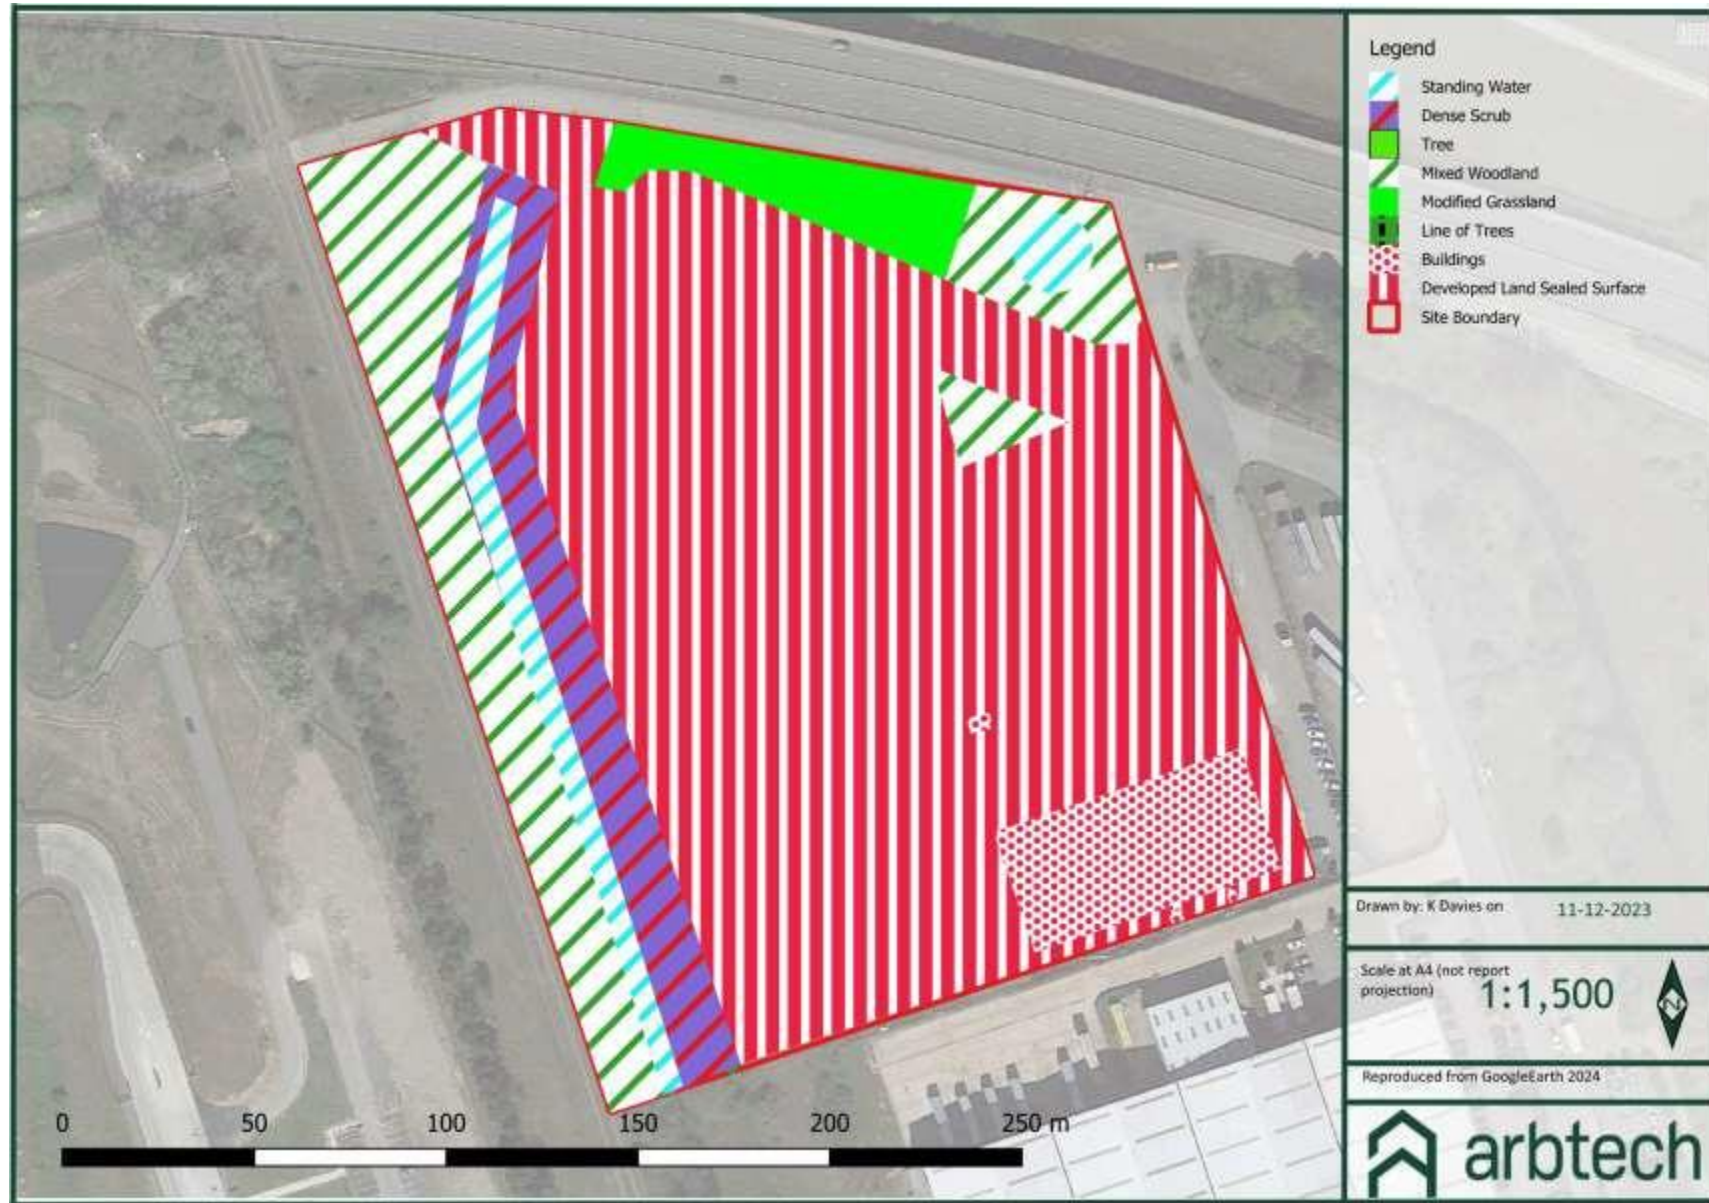 Legend
Standing Water
Dense Scrub
Tree
Mixed Woodland
Modified Grassland
Line of Trees
Buildings
Developed Land Sealed Surface
Site Boundary
Drawn by: K Davies on 11-12-2023
Scale at A4 (not report
projection) 1:1,500
N
Reproduced from GoogleEarth 2024
arbtech
0 50 100 150 200 250 m